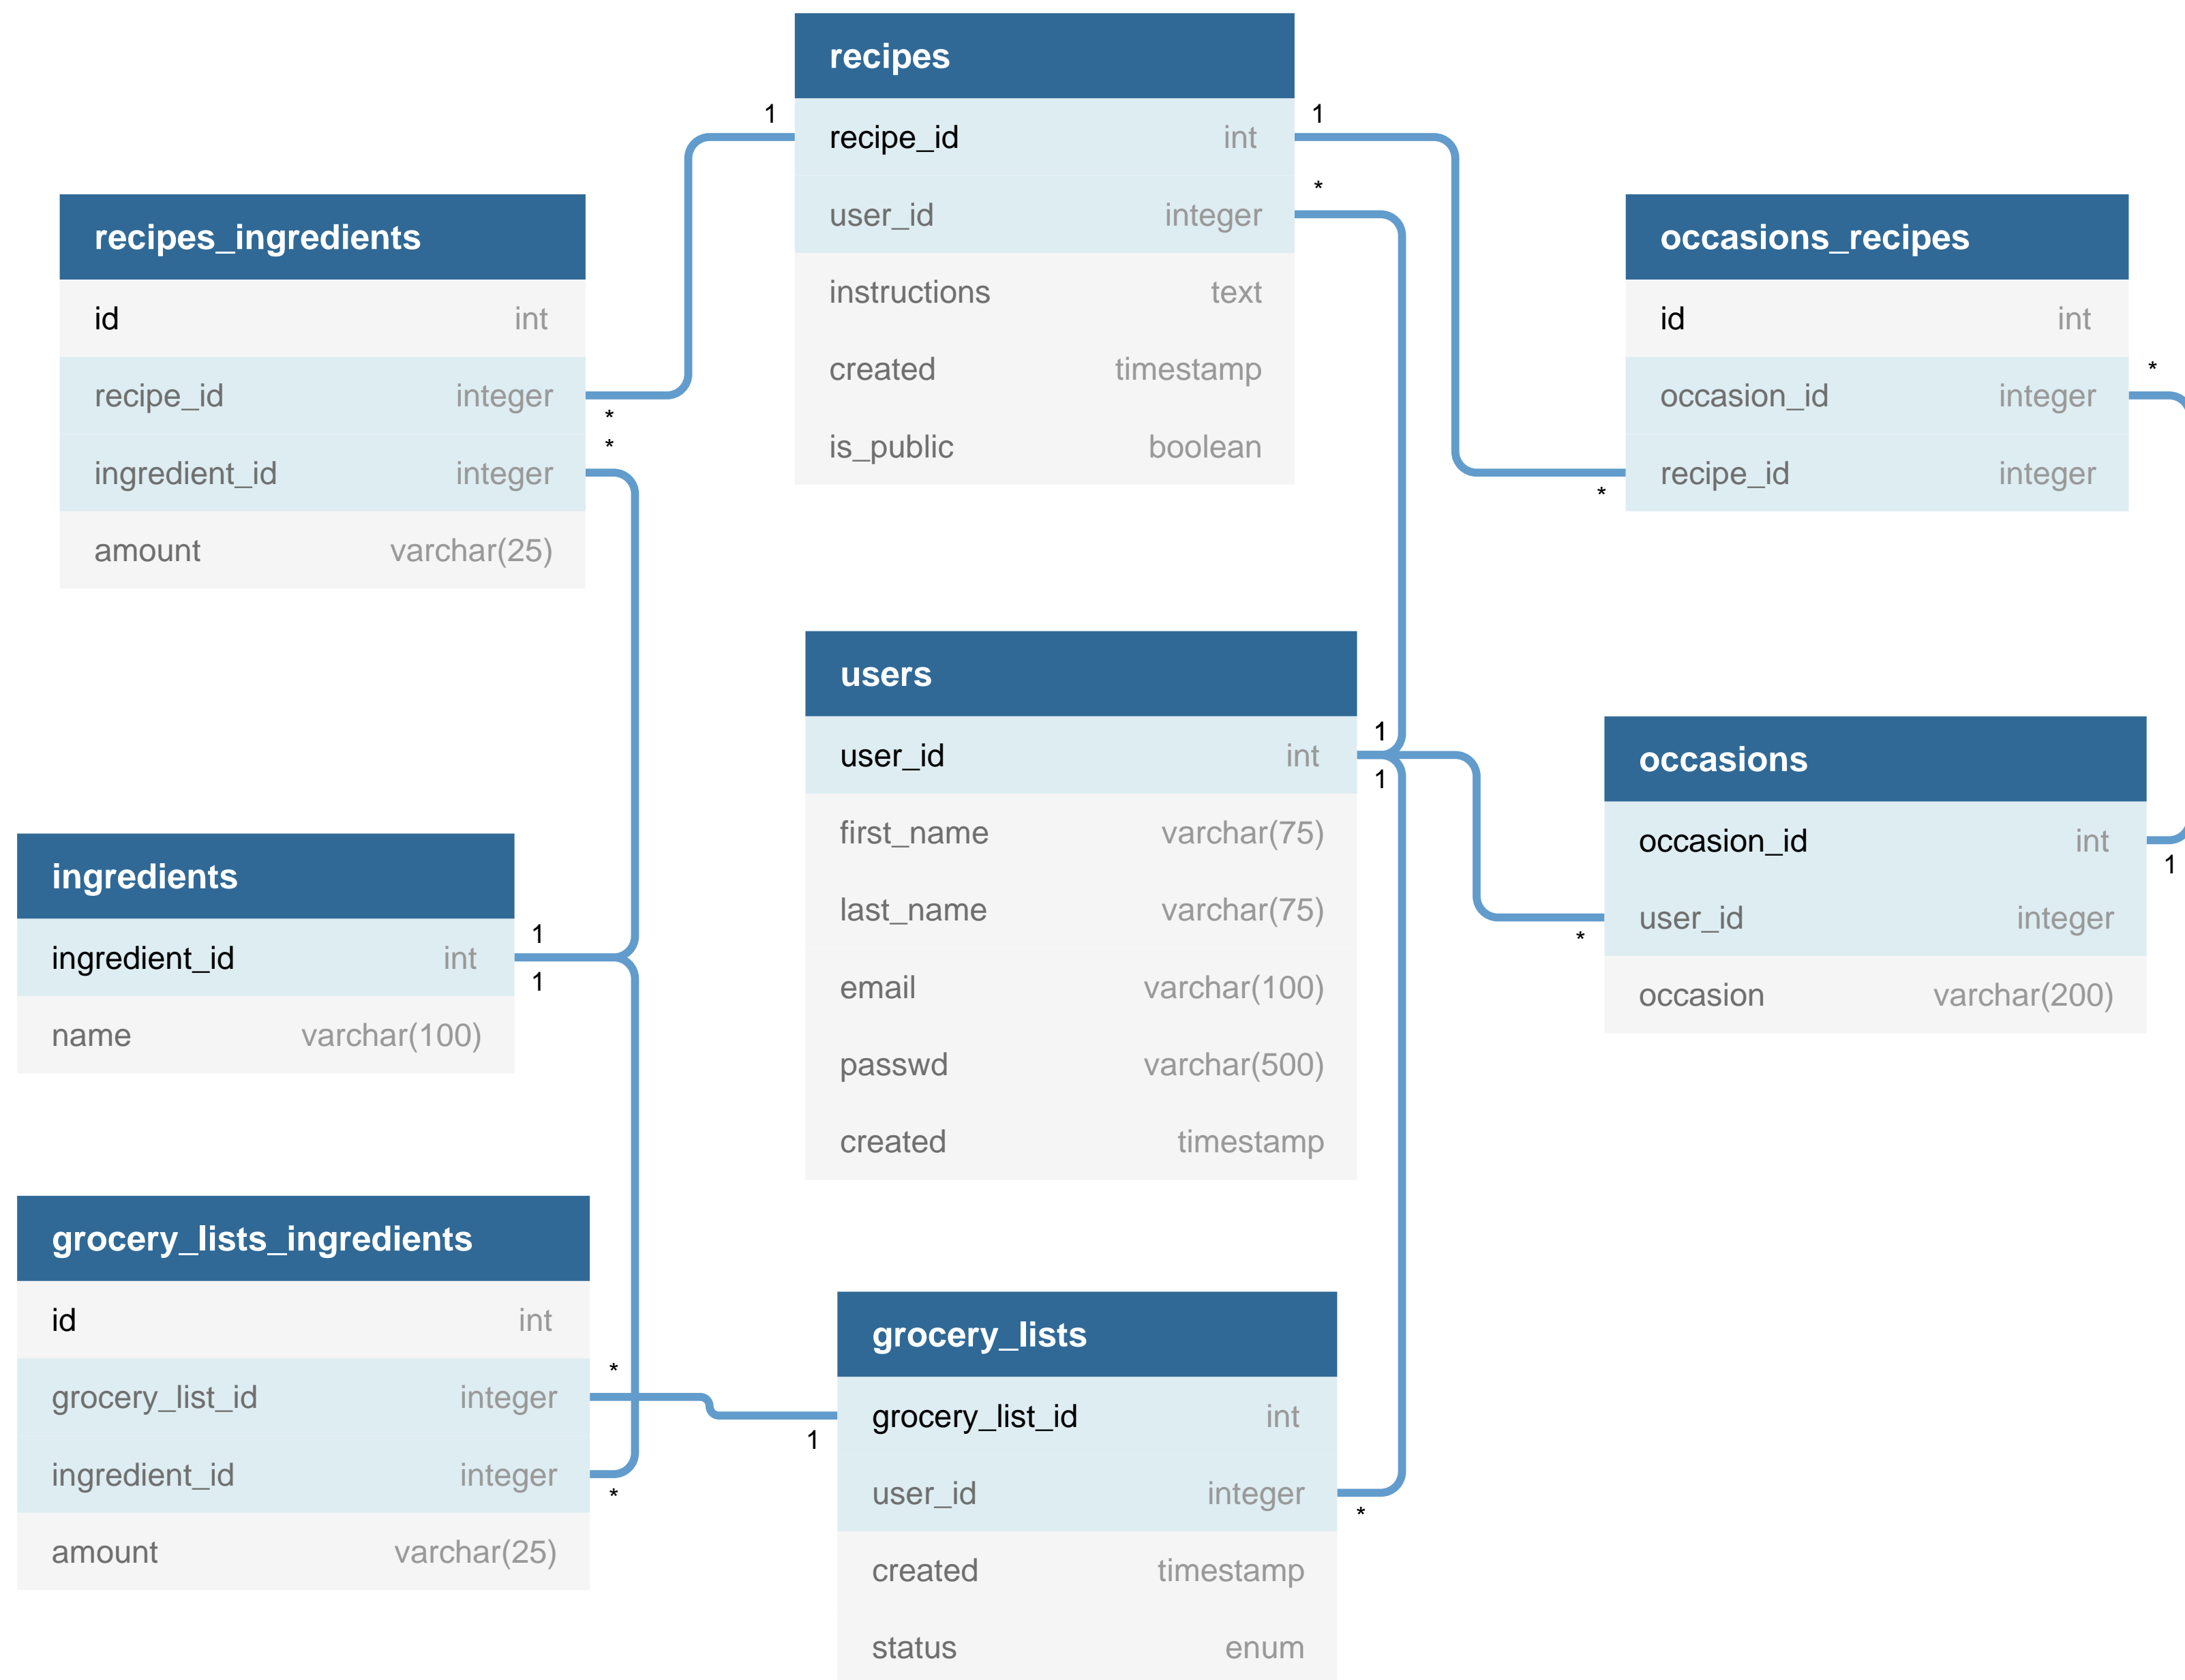 recipes
1
1
recipe_id int
*
user_id integer
instructions text
created timestamp
is_public boolean
recipes_ingredients
id int
recipe_id integer
*
*
ingredient_id integer
amount varchar(25)
occasions_recipes
id int
*
occasion_id integer
recipe_id integer
*
users
1
user_id int
1
first_name varchar(75)
last_name varchar(75)
email varchar(100)
passwd varchar(500)
created timestamp
occasions
occasion_id int
1
user_id integer
*
occasion varchar(200)
ingredients
1
ingredient_id int
1
name varchar(100)
grocery_lists_ingredients
id int
*
grocery_list_id integer
ingredient_id integer
*
amount varchar(25)
grocery_lists
grocery_list_id int
1
user_id integer
*
created timestamp
status enum